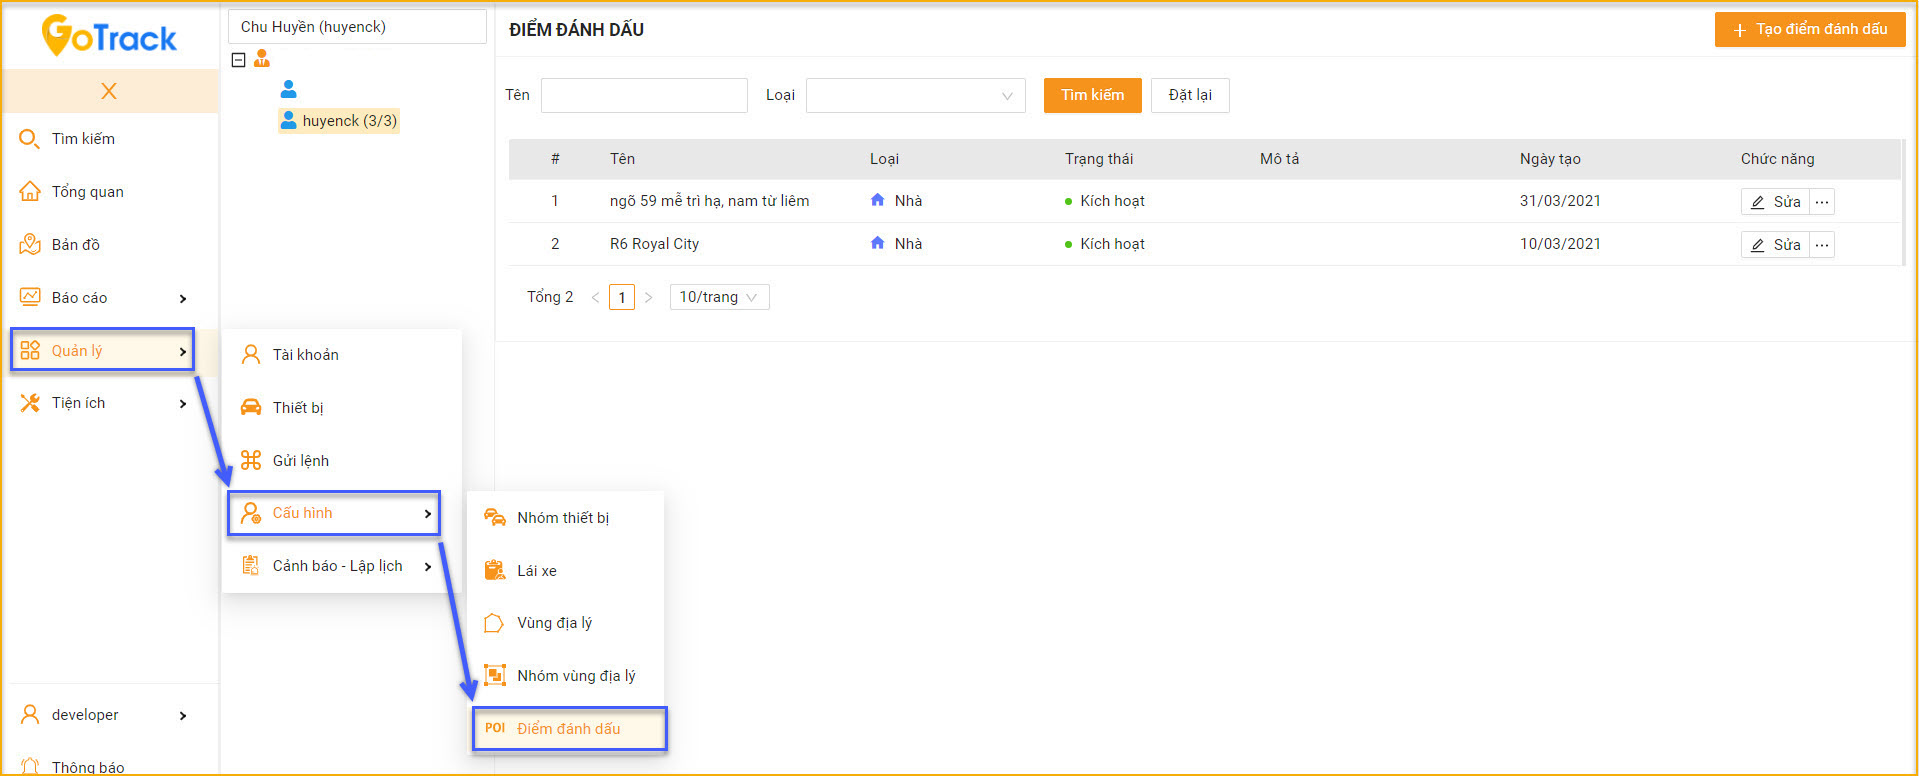 GoTrack
X
Tìm kiếm
Tổng quan
Bản đồ
Báo cáo
Quản lý
Tiện ích
developer
Thông báo
Chu Huyền (huyenck)
huyenck (3/3)
Tài khoản
Thiết bị
Gửi lệnh
Cấu hình
Cảnh báo - Lập lịch
Nhóm thiết bị
Lái xe
Vùng địa lý
Nhóm vùng địa lý
POI Điểm đánh dấu
ĐIỂM ĐÁNH DẤU
+ Tạo điểm đánh dấu
Tên Loại Tìm kiếm Đặt lại
# Tên Loại Trạng thái Mô tả Ngày tạo Chức năng
1 ngõ 59 mễ trì hạ, nam từ liêm Nhà Kích hoạt 31/03/2021 Sửa ...
2 R6 Royal City Nhà Kích hoạt 10/03/2021 Sửa ...
Tổng 2 < 1 > 10/trang